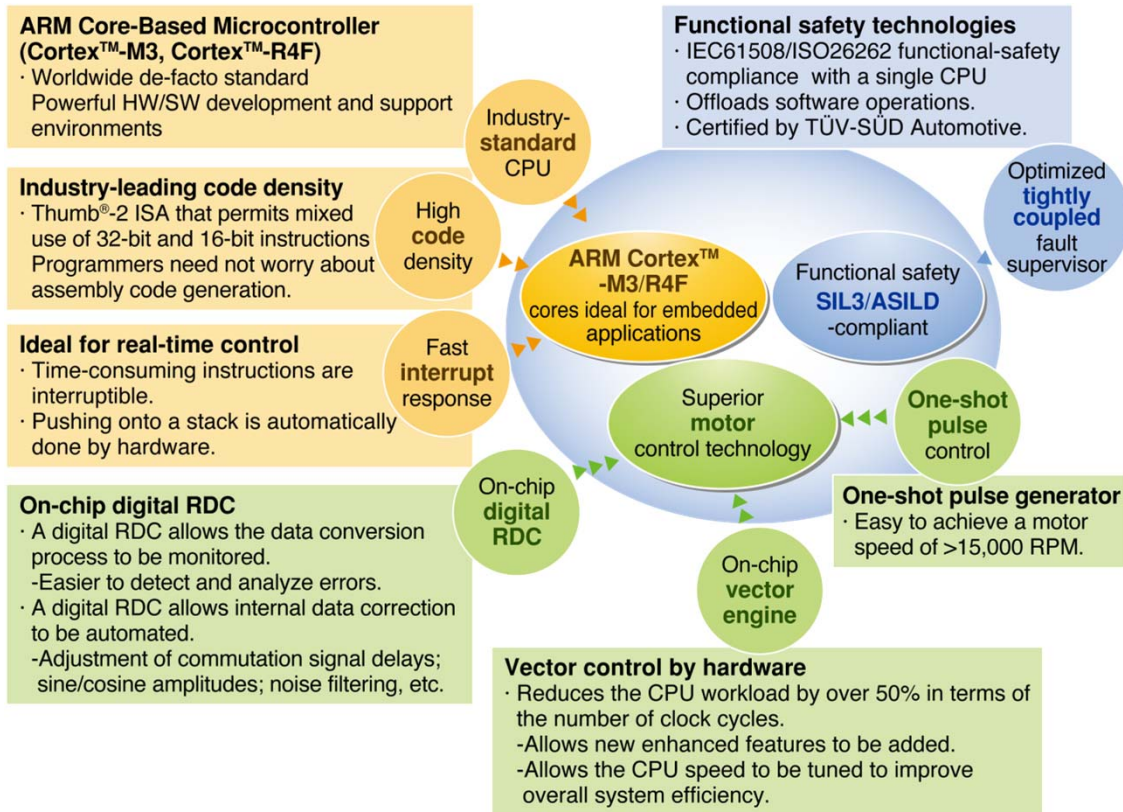 ARM Core-Based Microcontroller
(Cortex™-M3, Cortex™-R4F)
· Worldwide de-facto standard
Powerful HW/SW development and support
environments
Industry-
standard
CPU
Functional safety technologies
· IEC61508/ISO26262 functional-safety
compliance with a single CPU
· Offloads software operations.
· Certified by TÜV-SÜD Automotive.
Optimized
tightly
coupled
fault
supervisor
Industry-leading code density
· Thumb®-2 ISA that permits mixed
use of 32-bit and 16-bit instructions
Programmers need not worry about
assembly code generation.
High
code
density
ARM Cortex™
-M3/R4F
cores ideal for embedded
applications
Functional safety
SIL3/ASILD
-compliant
Ideal for real-time control
· Time-consuming instructions are
interruptible.
· Pushing onto a stack is automatically
done by hardware.
Fast
interrupt
response
Superior
motor
control technology
One-shot
pulse
control
On-chip digital RDC
· A digital RDC allows the data conversion
process to be monitored.
-Easier to detect and analyze errors.
· A digital RDC allows internal data correction
to be automated.
-Adjustment of commutation signal delays;
sine/cosine amplitudes; noise filtering, etc.
On-chip
digital
RDC
One-shot pulse generator
· Easy to achieve a motor
speed of >15,000 RPM.
On-chip
vector
engine
Vector control by hardware
· Reduces the CPU workload by over 50% in terms of
the number of clock cycles.
-Allows new enhanced features to be added.
-Allows the CPU speed to be tuned to improve
overall system efficiency.